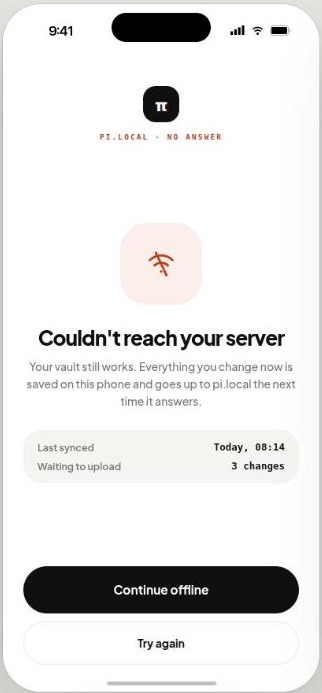 9:41
π
PI.LOCAL · NO ANSWER
Couldn't reach your server
Your vault still works. Everything you change now is
saved on this phone and goes up to pi.local the next
time it answers.
Last synced Today, 08:14
Waiting to upload 3 changes
Continue offline
Try again